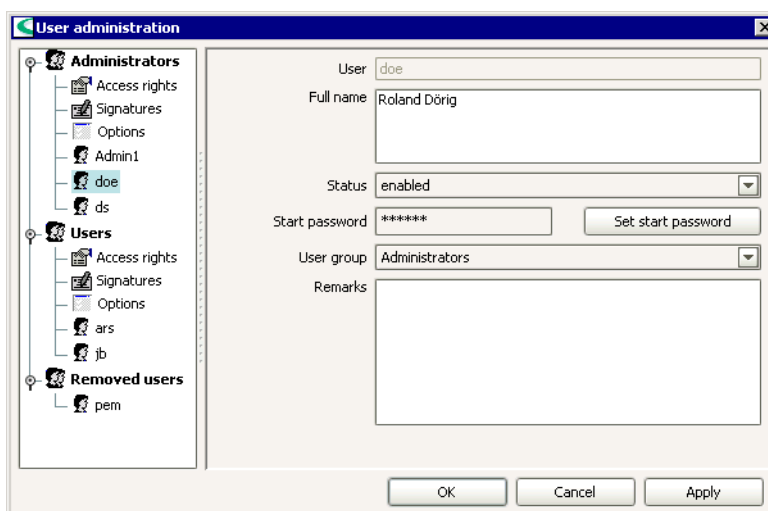 User administration
Administrators
Access rights
Signatures
Options
Admin1
doe
ds
Users
Access rights
Signatures
Options
ars
jb
Removed users
pem
User doe
Full name Roland Dörig
Status enabled
Start password ****** Set start password
User group Administrators
Remarks
OK Cancel Apply